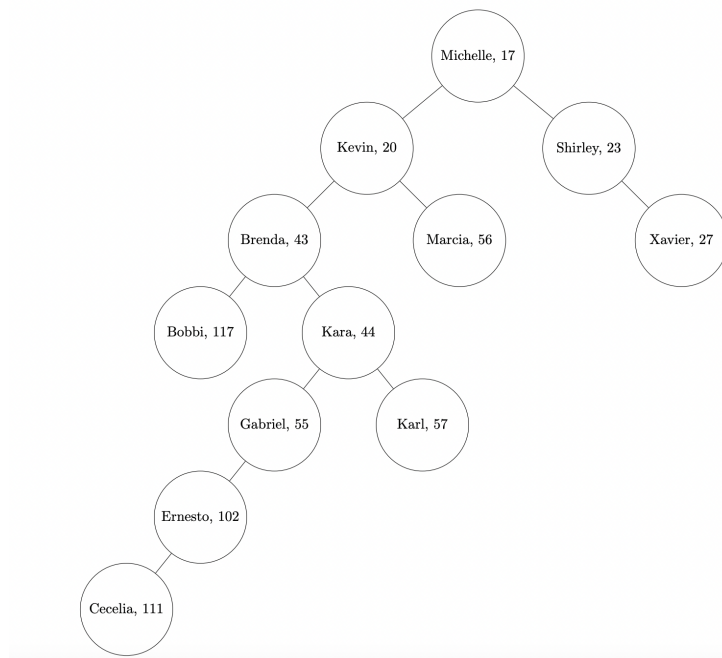 Michelle, 17
Kevin, 20
Shirley, 23
Brenda, 43
Marcia, 56
Xavier, 27
Bobbi, 117
Kara, 44
Gabriel, 55
Karl, 57
Ernesto, 102
Cecelia, 111